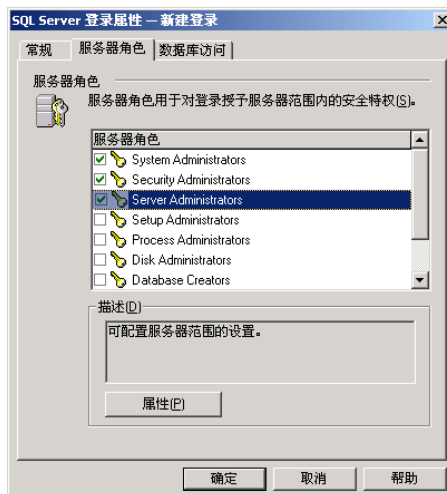 SQL Server 登录属性 — 新建登录
常规 服务器角色 数据库访问
服务器角色
服务器角色用于对登录授予服务器范围内的安全特权(S)。
服务器角色
System Administrators
Security Administrators
Server Administrators
Setup Administrators
Process Administrators
Disk Administrators
Database Creators
描述(D)
可配置服务器范围的设置。
属性(P)
确定 取消 帮助